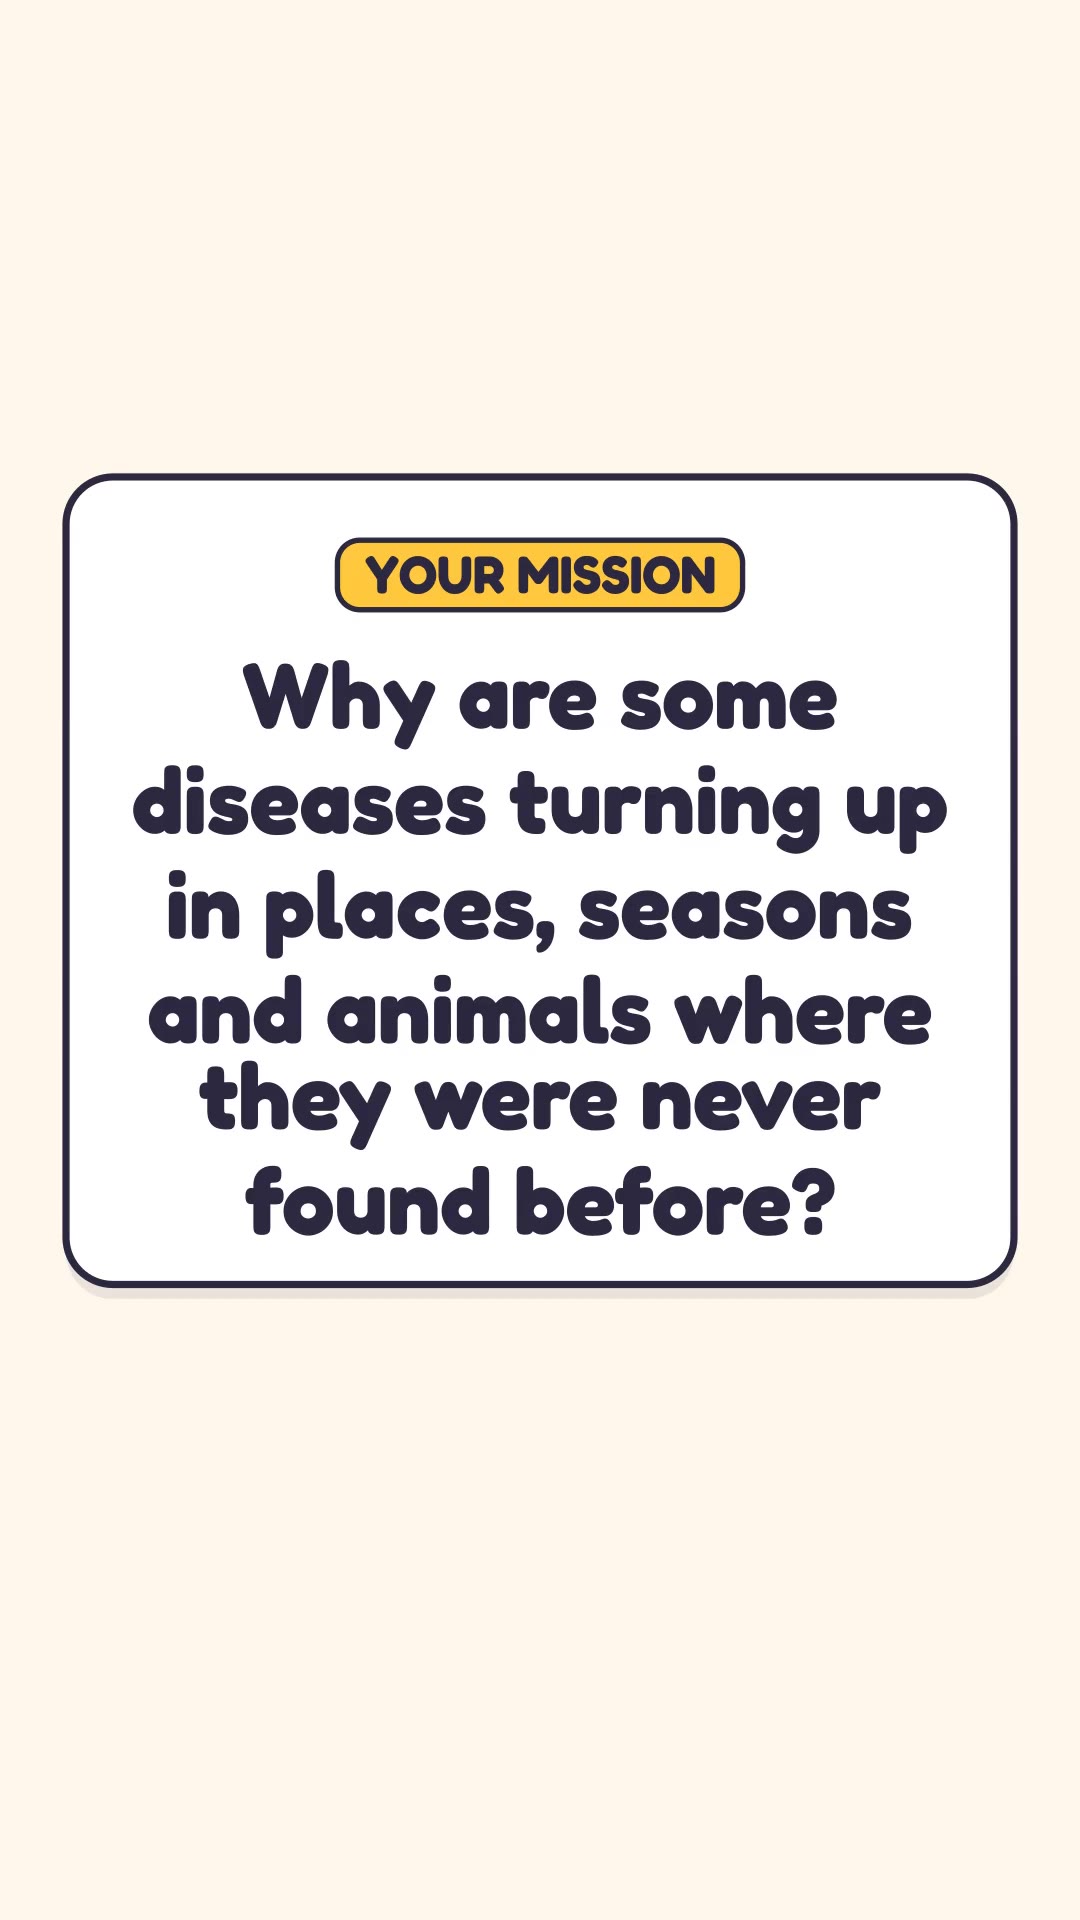 YOUR MISSION
Why are some
diseases turning up
in places, seasons
and animals where
they were never
found before?